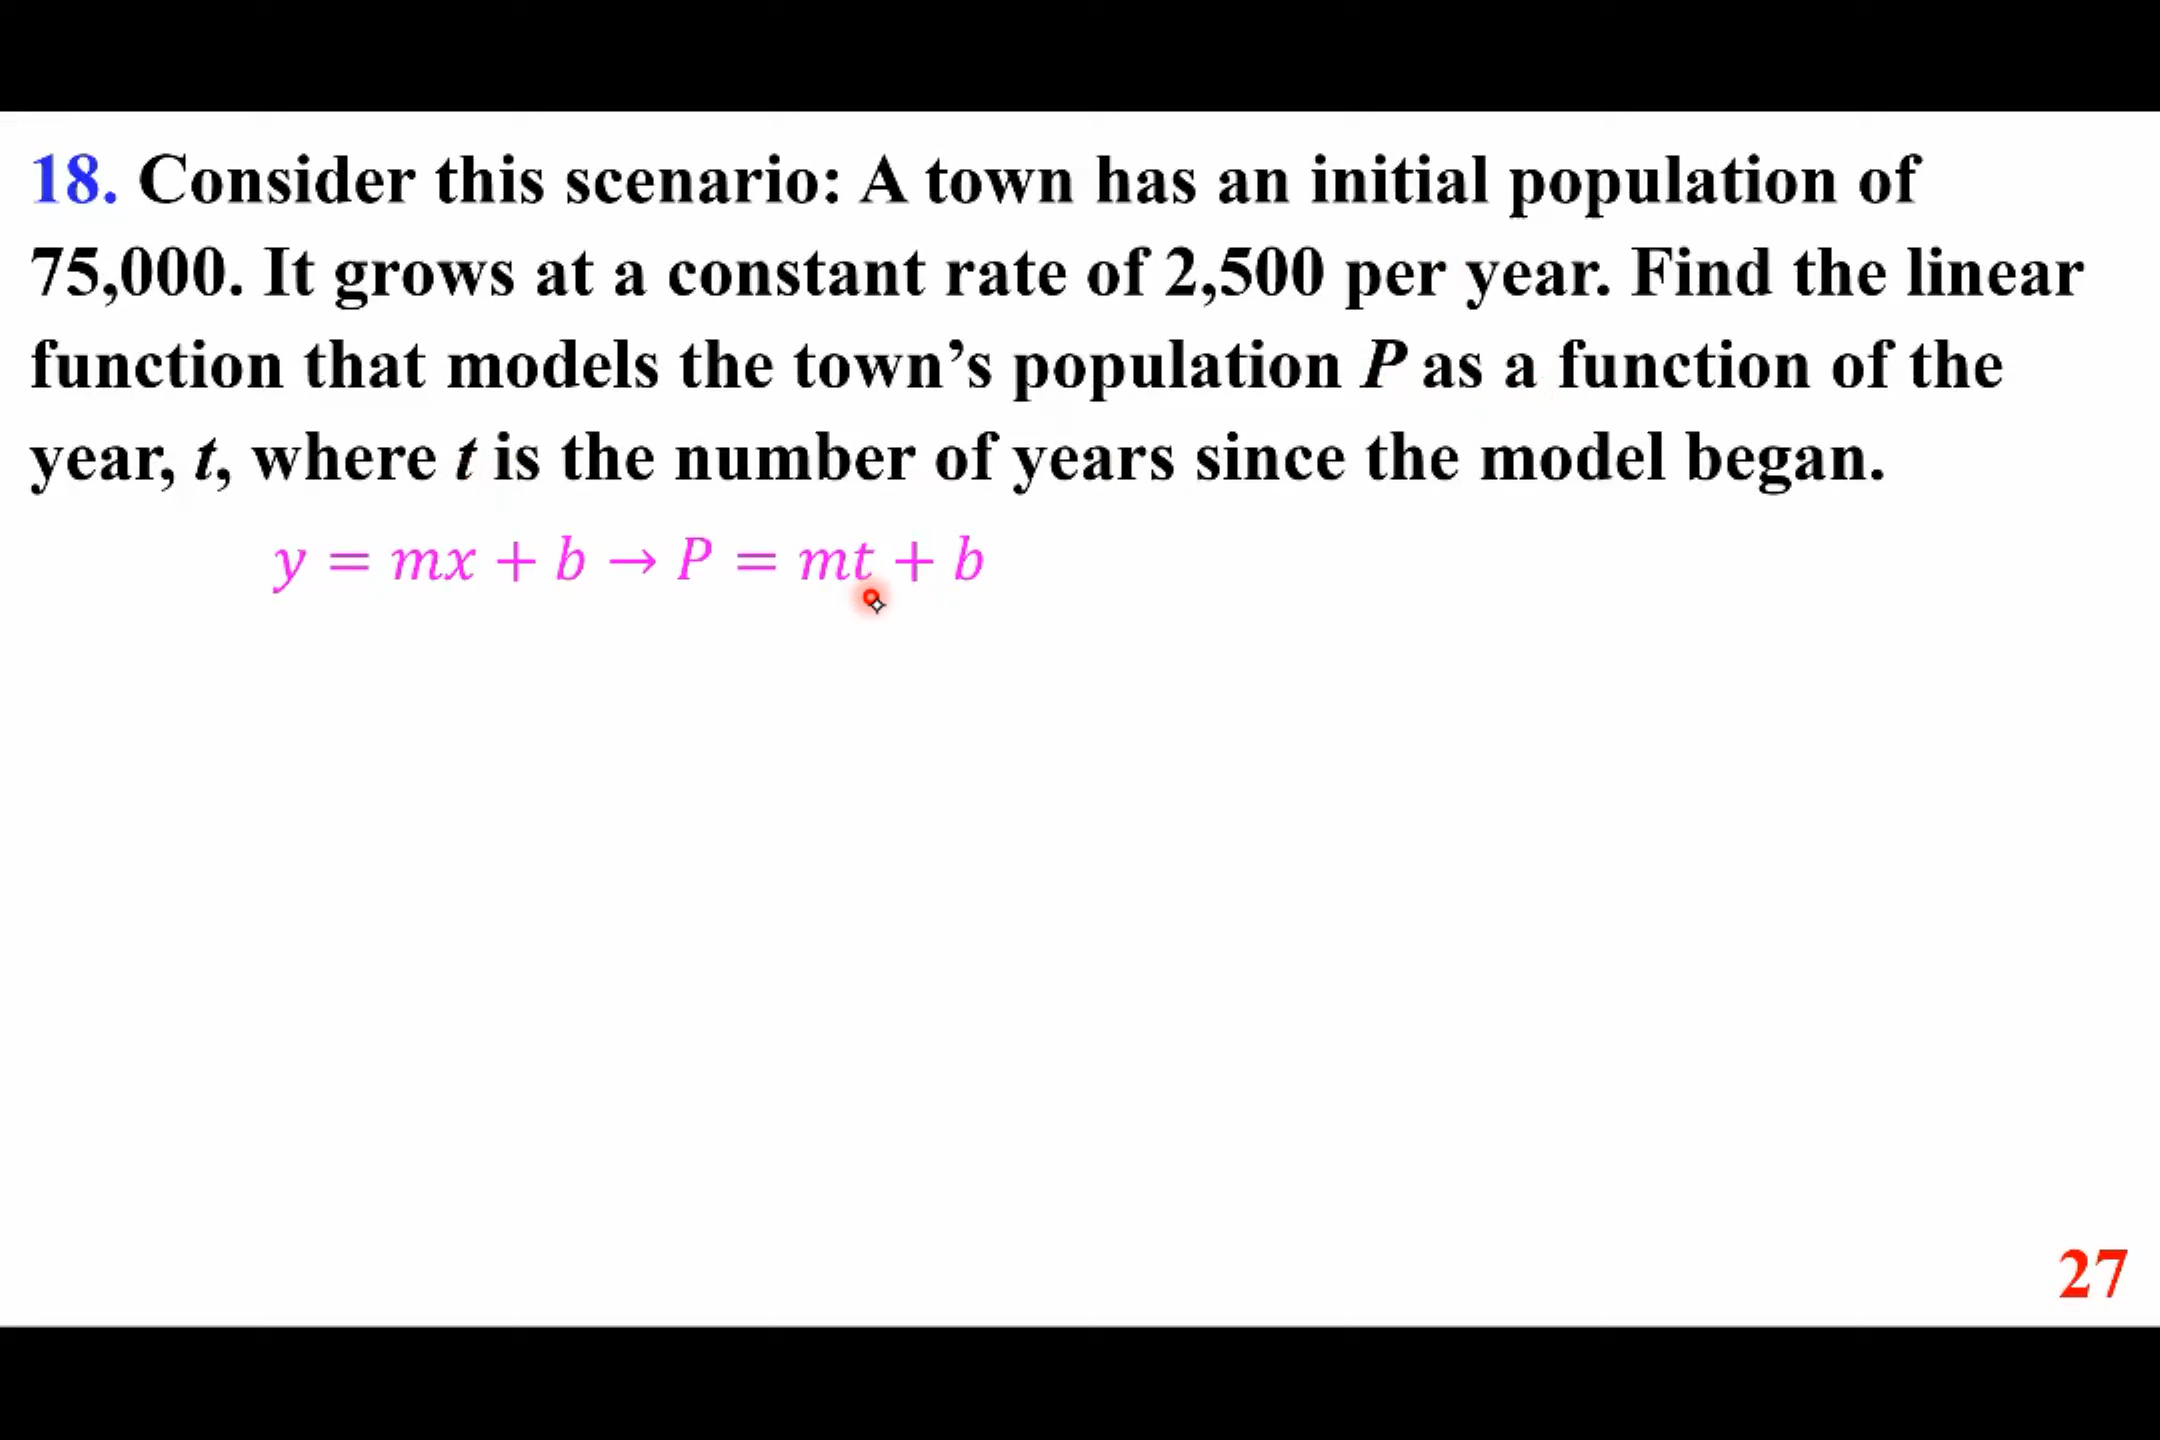 18. Consider this scenario: A town has an initial population of
75,000. It grows at a constant rate of 2,500 per year. Find the linear
function that models the town’s population P as a function of the
year, t, where t is the number of years since the model began.
y = mx + b → P = mt + b
27